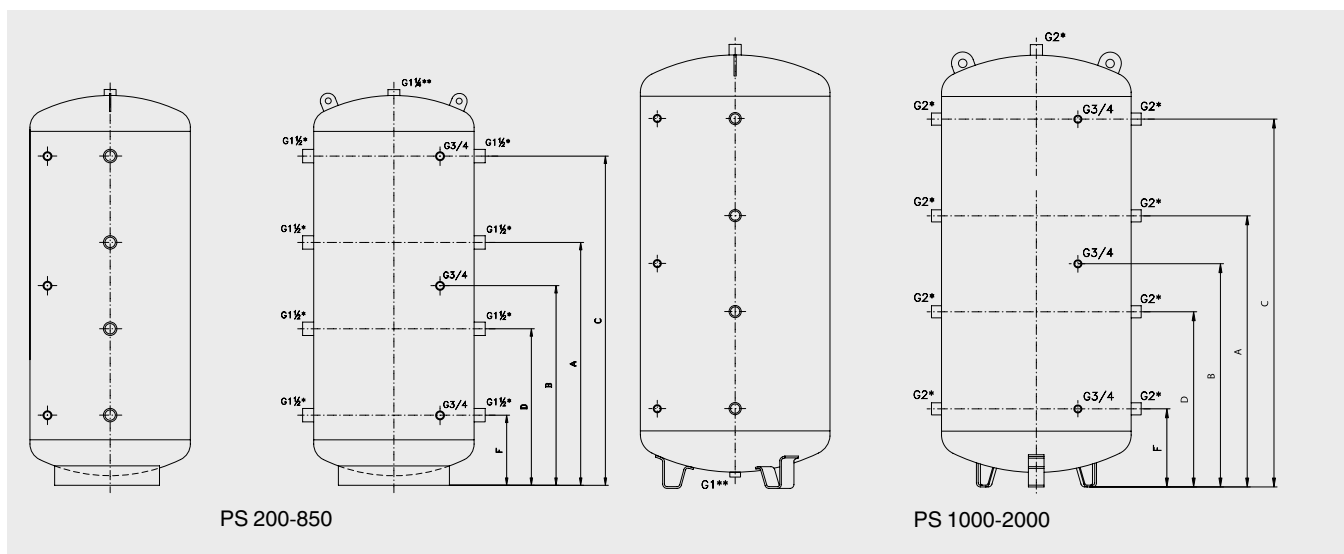 G1½**
G1½* G3/4 G1½*
G1½* G1½*
G3/4
G1½* G1½*
G1½* G3/4 G1½*
F D B A C
PS 200-850
G1**
G2*
G2* G3/4 G2*
G2* G2*
G3/4
G2* G2*
G2* G3/4 G2*
F D B A C
PS 1000-2000